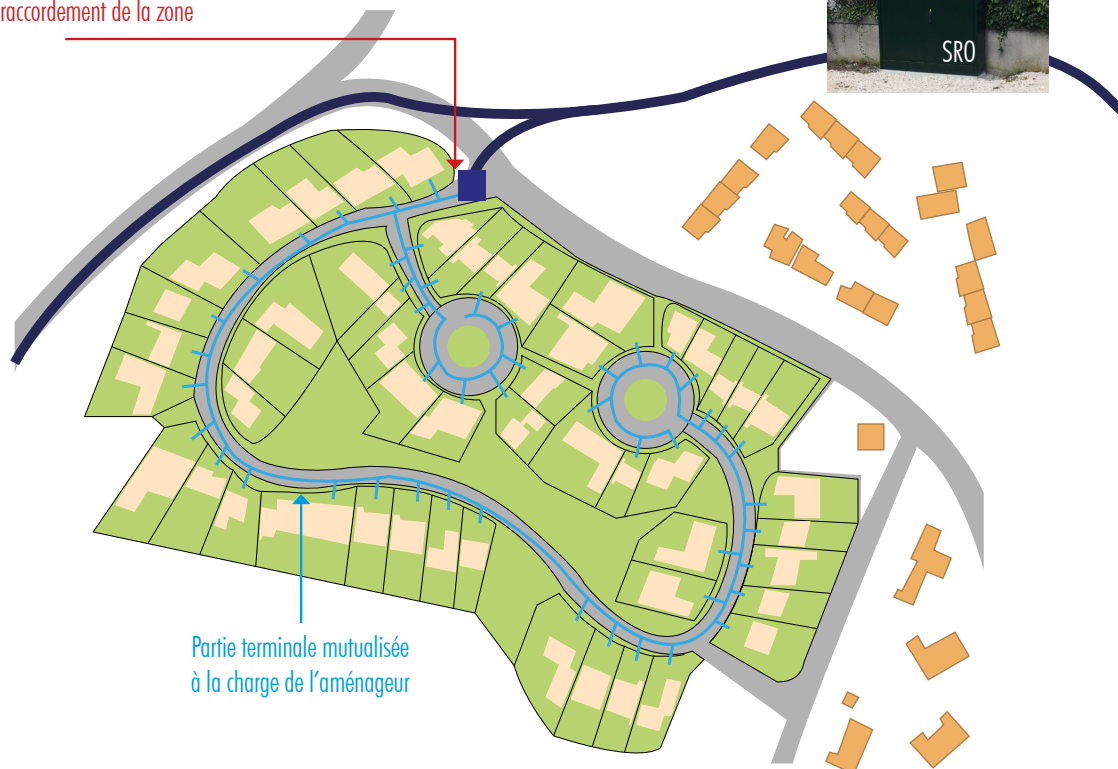 raccordement de la zone
SRO
Partie terminale mutualisée
à la charge de l’aménageur